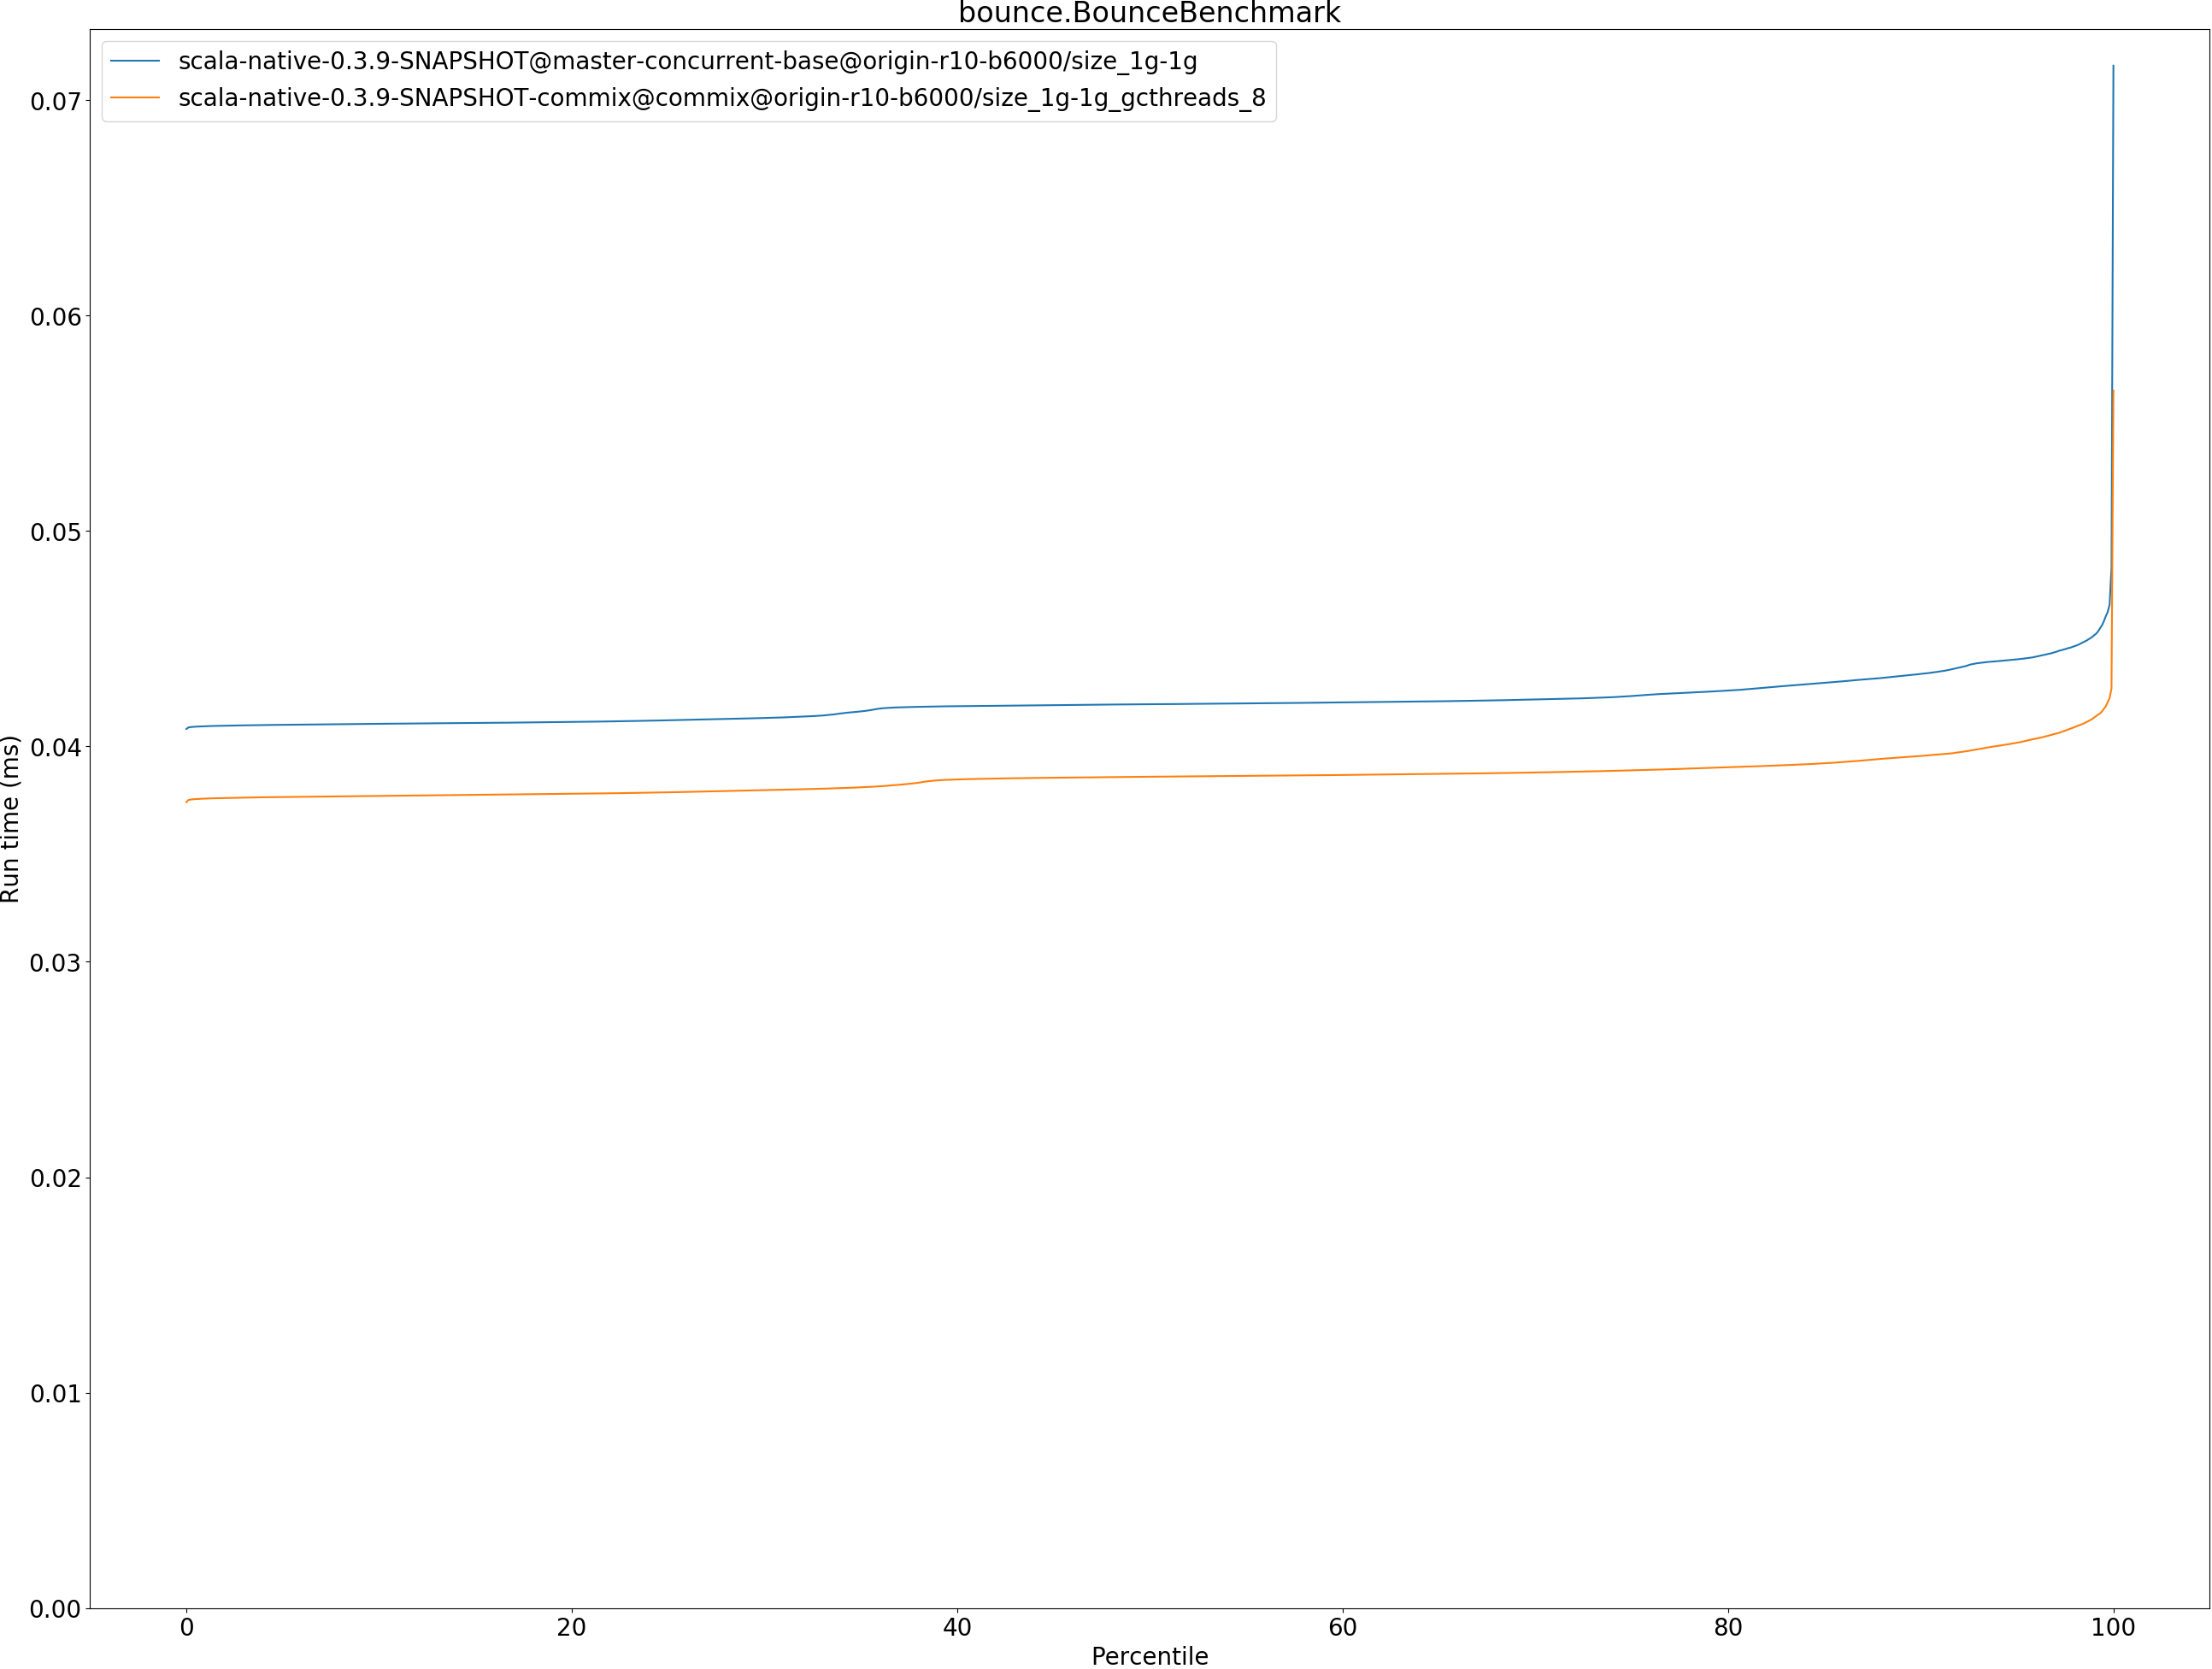 bounce.BounceBenchmark
scala-native-0.3.9-SNAPSHOT@master-concurrent-base@origin-r10-b6000/size_1g-1g
scala-native-0.3.9-SNAPSHOT-commix@commix@origin-r10-b6000/size_1g-1g_gcthreads_8
0.07
0.06
0.05
0.04
0.03
0.02
0.01
0.00
Run time (ms)
0 20 40 60 80 100
Percentile